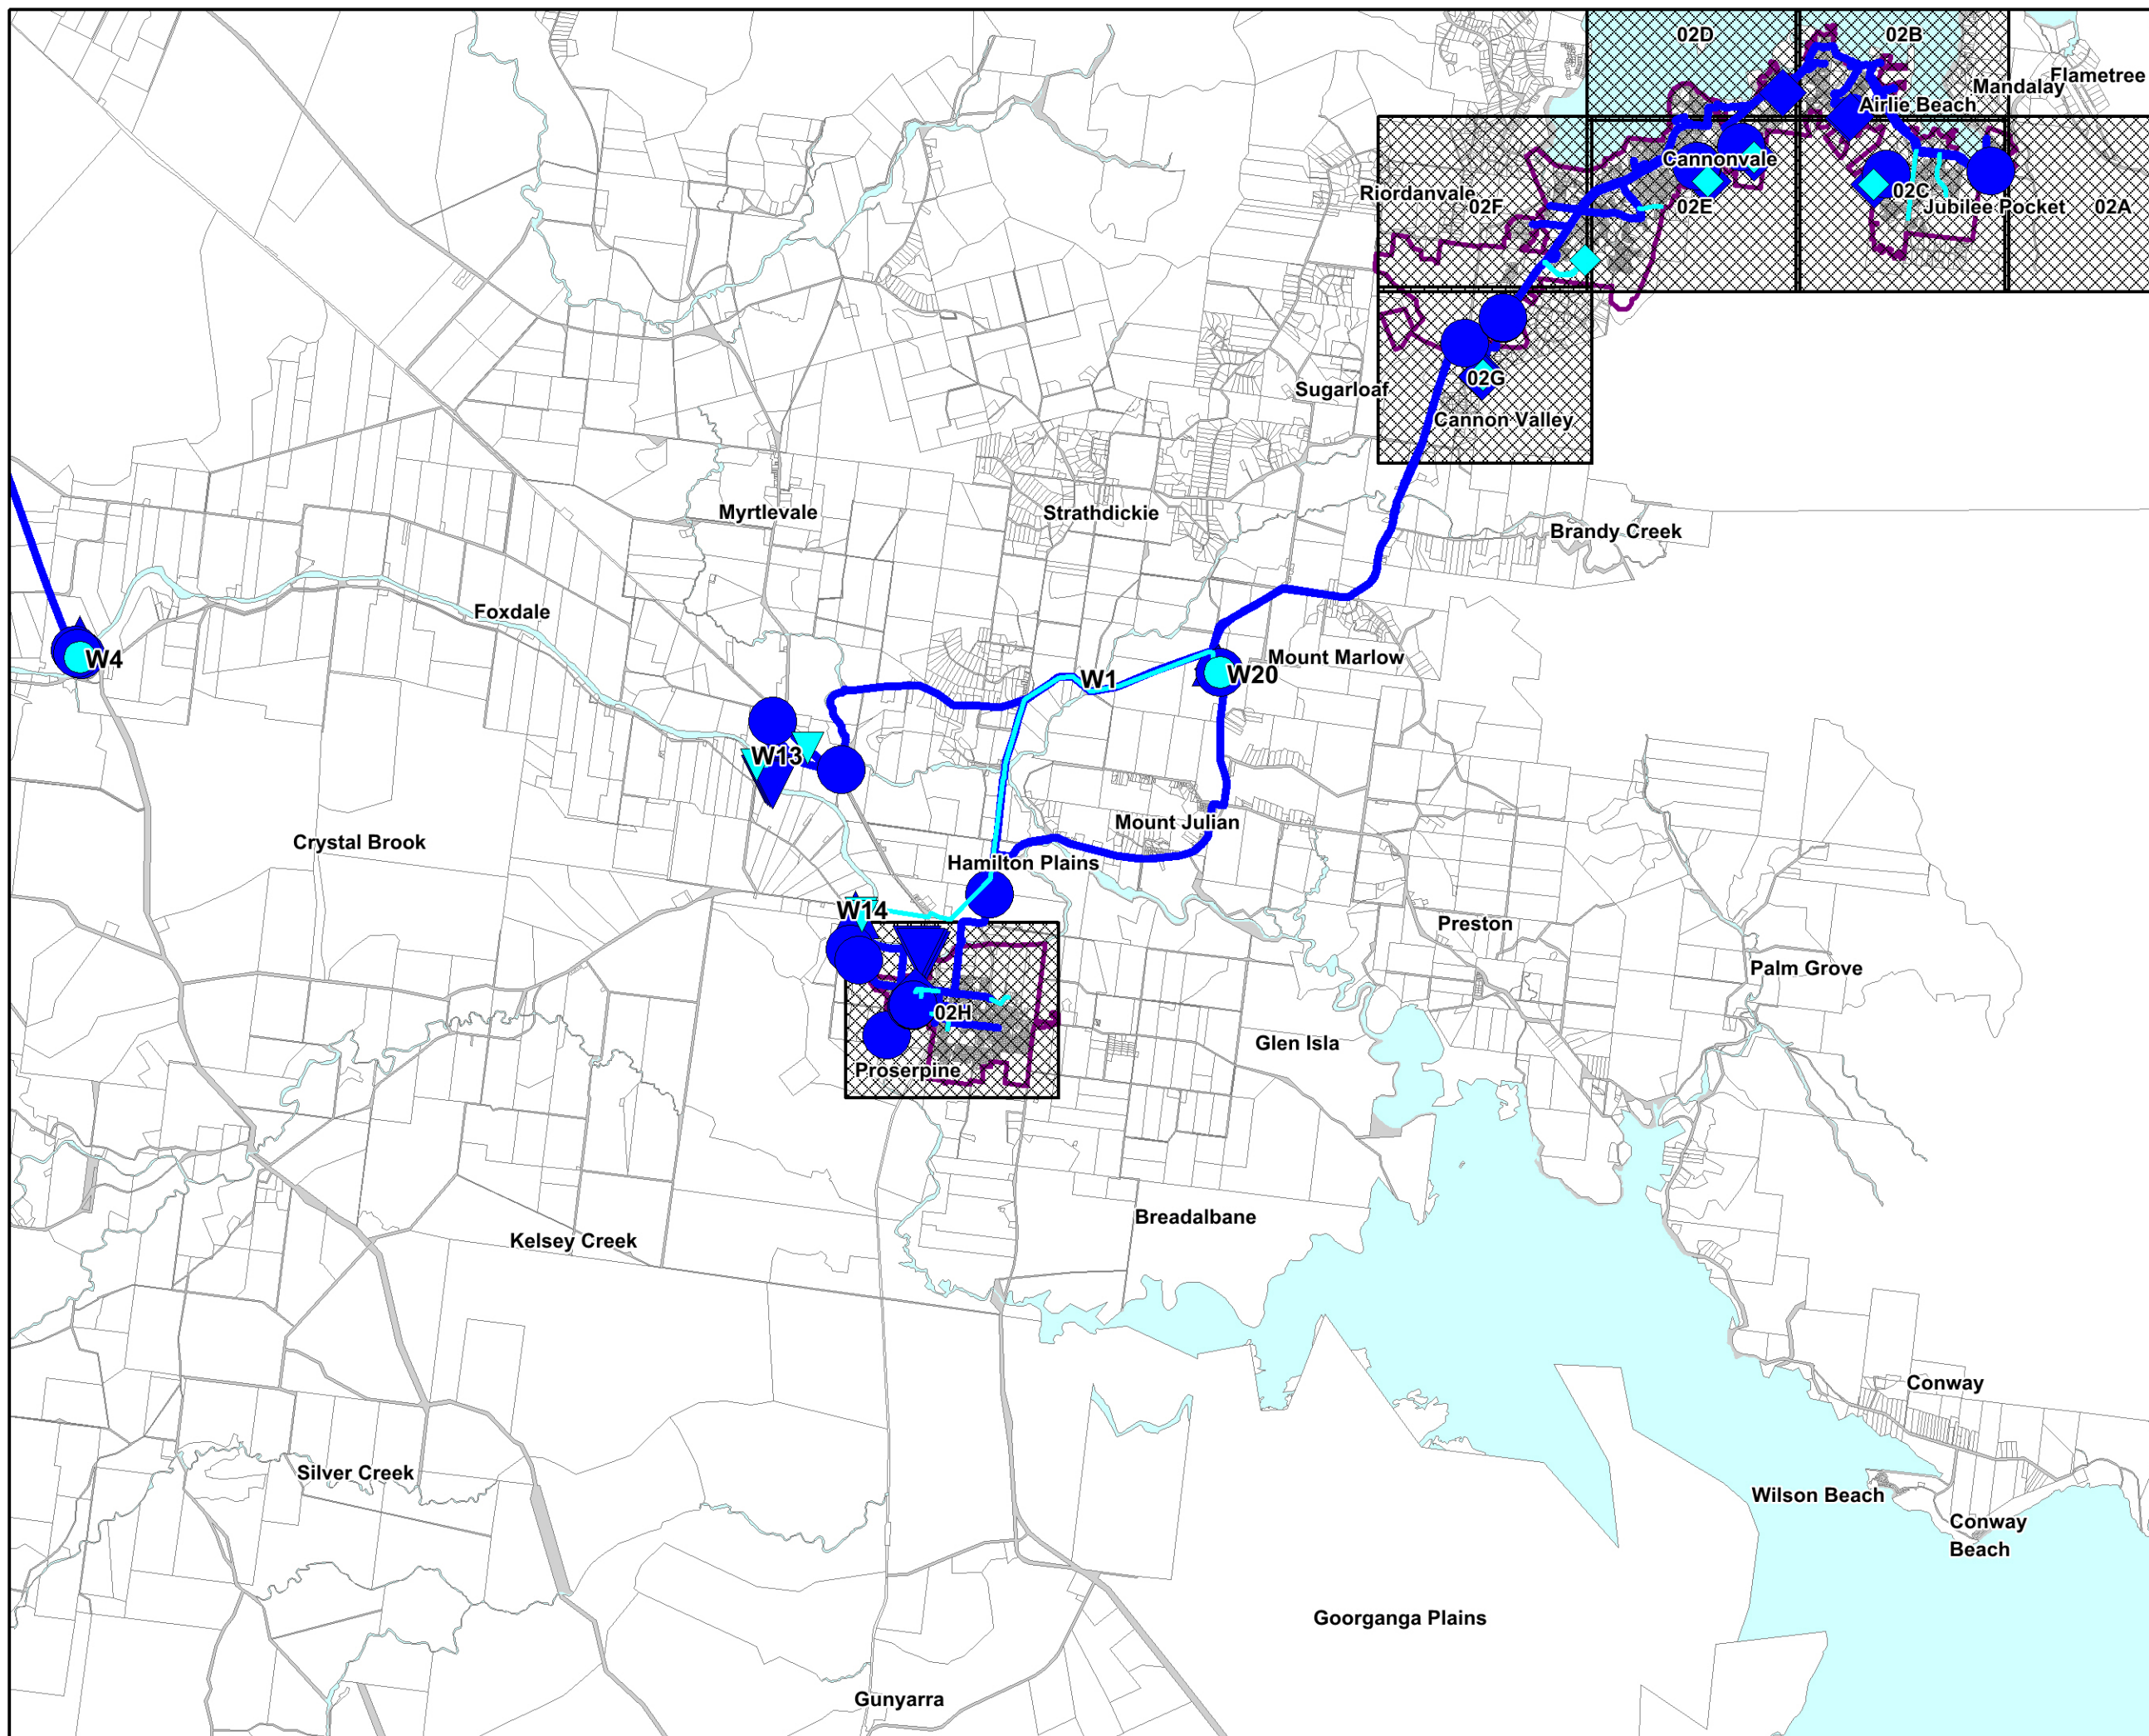 02D
02B
Flametree
Mandalay
Airlie Beach
Cannonvale
Riordanvale
02F
02E
02C
Jubilee Pocket
02A
Sugarloaf
02G
Cannon Valley
Myrtlevale
Strathdickie
Brandy Creek
Foxdale
W4
W1
Mount Marlow
W20
W13
Mount Julian
Crystal Brook
Hamilton Plains
W14
Preston
Palm Grove
02H
Glen Isla
Proserpine
Breadalbane
Kelsey Creek
Conway
Silver Creek
Wilson Beach
Conway
Beach
Goorganga Plains
Gunyarra